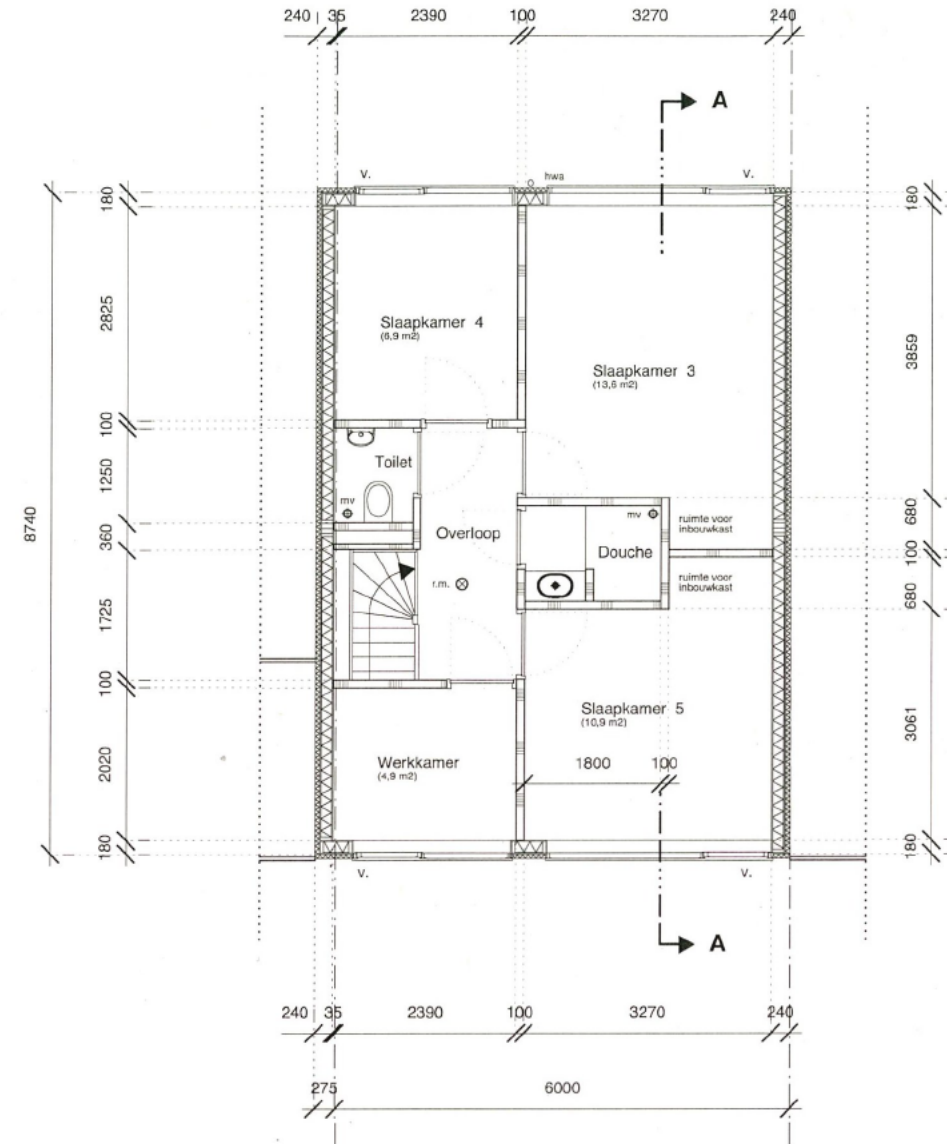 240 35 2390 100 3270 240
A
v. hwa v.
180
180
2825
Slaapkamer 4
(6,9 m2)
3859
Slaapkamer 3
(13,6 m2)
100
1250
Toilet
mv
8740
360
Overloop
mv
Douche
ruimte voor
inbouwkast
680
100
r.m.
ruimte voor
inbouwkast
680
1725
100
Slaapkamer 5
(10,9 m2)
3061
2020
Werkkamer
(4,9 m2)
1800 100
180
180
v. v.
A
240 35 2390 100 3270 240
275 6000